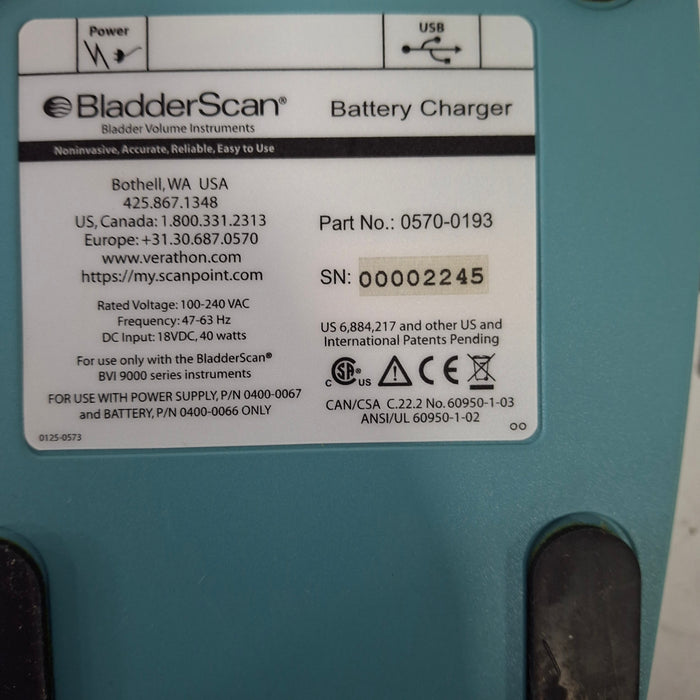 Power
USB
BladderScan®
Bladder Volume Instruments
Battery Charger
Noninvasive, Accurate, Reliable, Easy to Use
Bothell, WA USA
425.867.1348
US, Canada: 1.800.331.2313
Europe: +31.30.687.0570
www.verathon.com
https://my.scanpoint.com
Rated Voltage: 100-240 VAC
Frequency: 47-63 Hz
DC Input: 18VDC, 40 watts
For use only with the BladderScan®
BVI 9000 series instruments
FOR USE WITH POWER SUPPLY, P/N 0400-0067
and BATTERY, P/N 0400-0066 ONLY
0125-0573
Part No.: 0570-0193
SN: 00002245
US 6,884,217 and other US and
International Patents Pending
C SA US CE
CAN/CSA C.22.2 No. 60950-1-03
ANSI/UL 60950-1-02
00